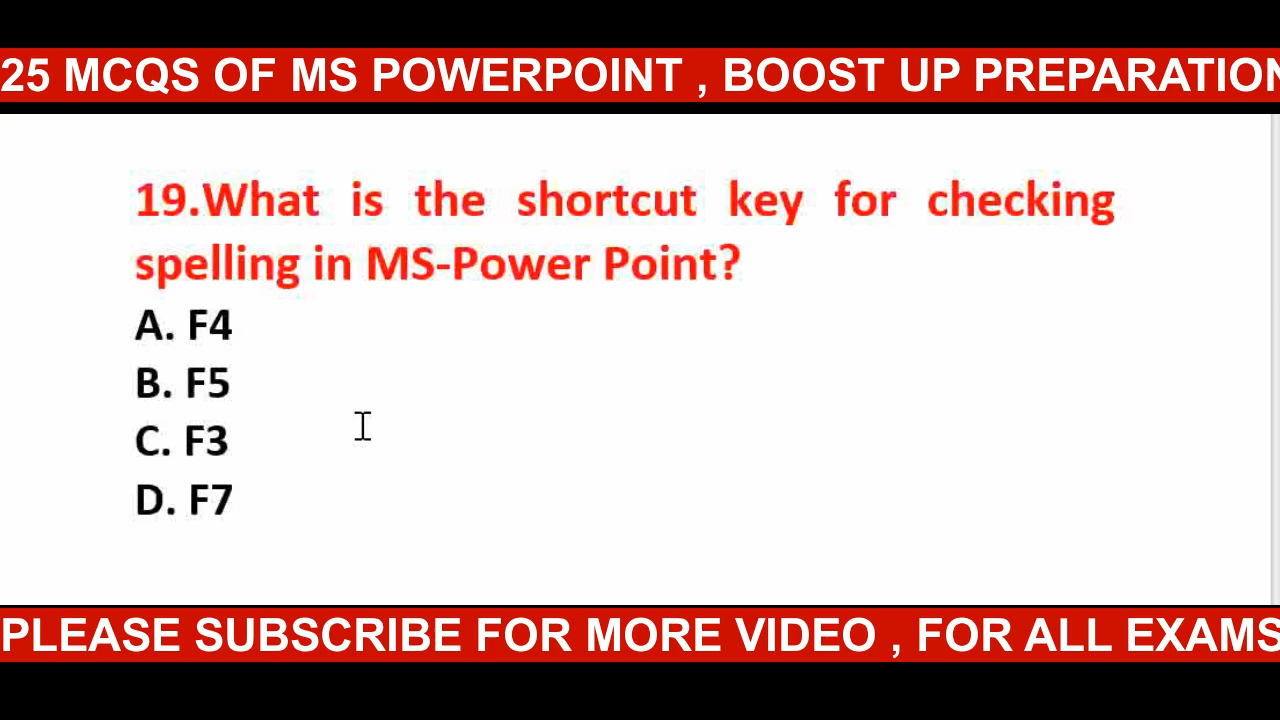 25 MCQS OF MS POWERPOINT , BOOST UP PREPARATION
19.What is the shortcut key for checking
spelling in MS-Power Point?
A. F4
B. F5
C. F3
D. F7
PLEASE SUBSCRIBE FOR MORE VIDEO , FOR ALL EXAMS